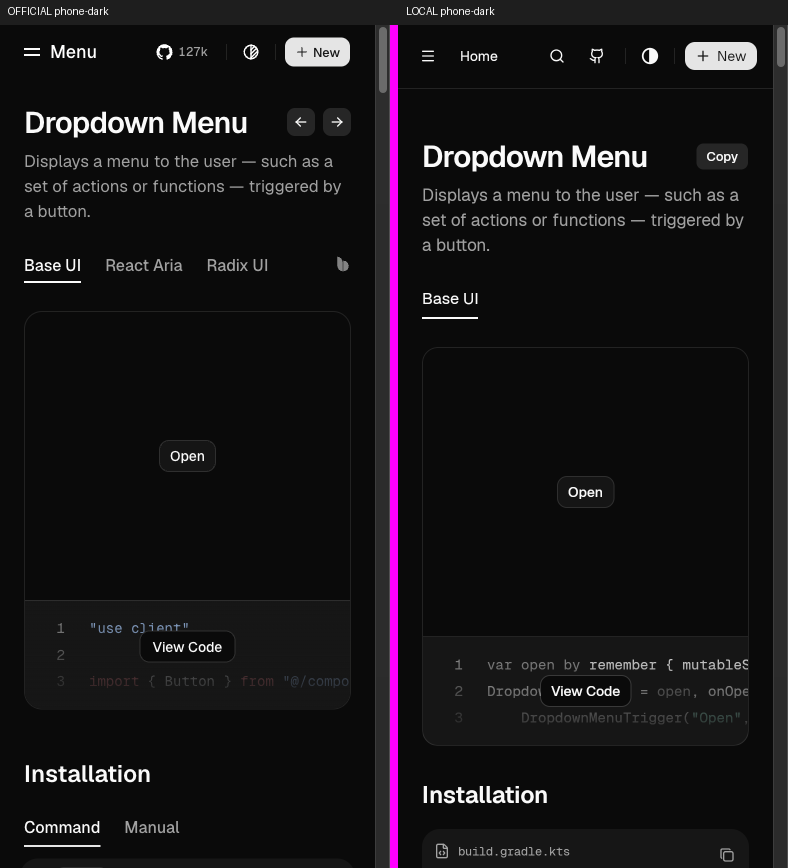 OFFICIAL phone-dark
Menu
127k
New
Dropdown Menu
Displays a menu to the user — such as a
set of actions or functions — triggered by
a button.
Base UI React Aria Radix UI
Open
1 "use client"
2
3 import { Button } from "@/compo
View Code
Installation
Command Manual
LOCAL phone-dark
Home
New
Dropdown Menu
Copy
Displays a menu to the user — such as a
set of actions or functions — triggered by
a button.
Base UI
Open
1 var open by remember { mutableS
2 Dropdow = open, onOpe
View Code
3 DropdownMenuTrigger("Open",
Installation
build.gradle.kts